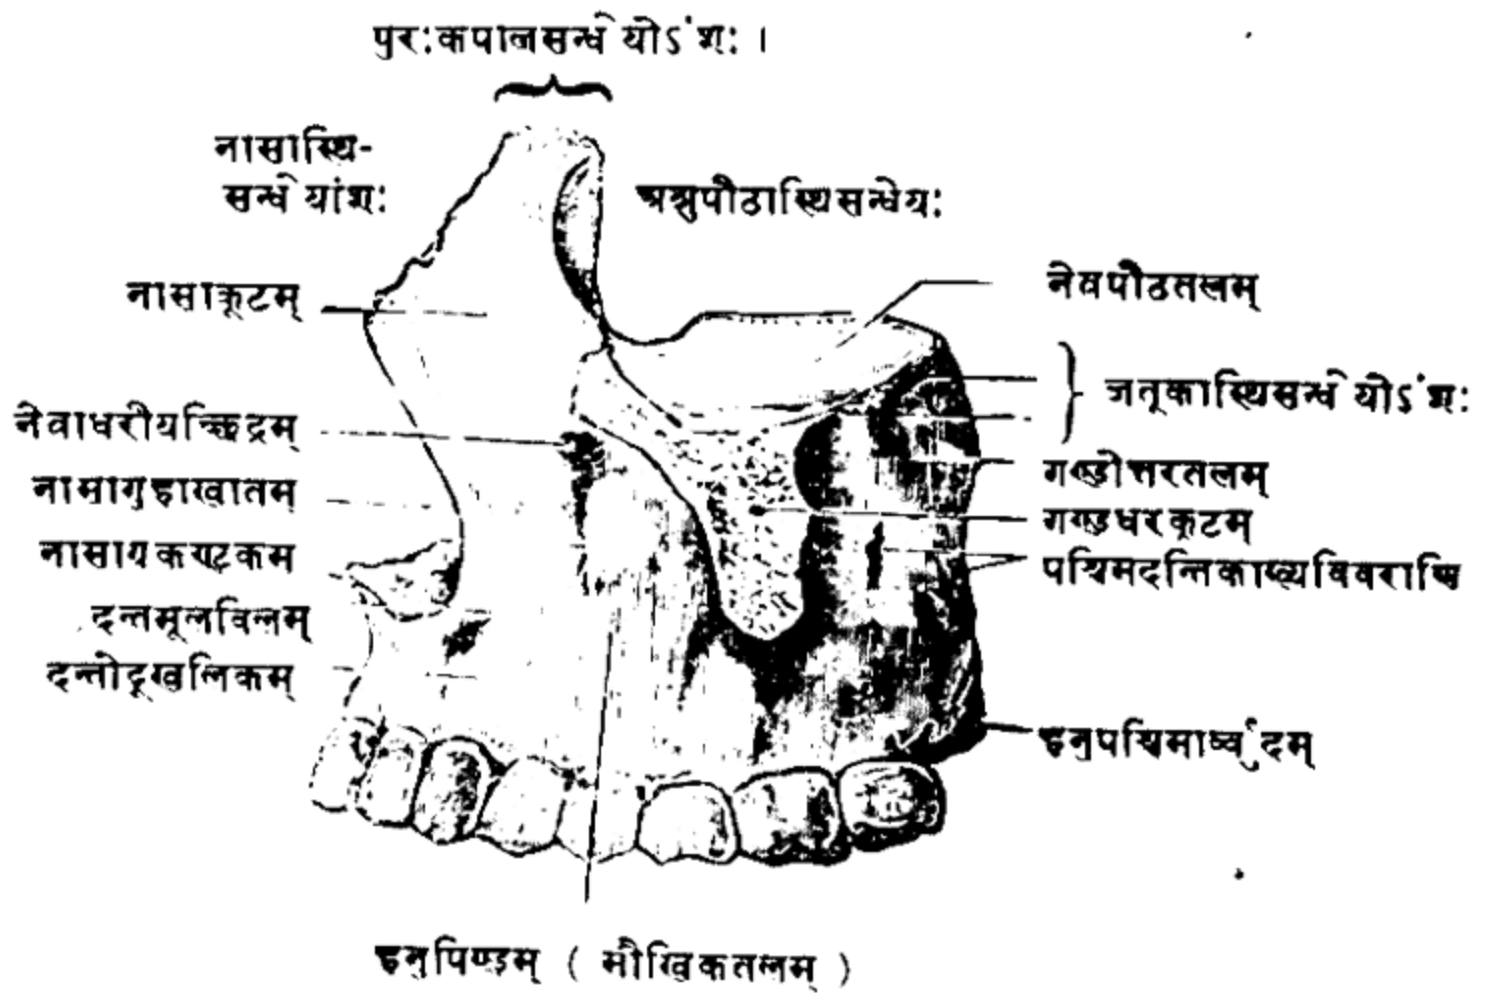 पुरःकपालसन्धेयोऽंशः ।
नासास्थि-
सन्धेयांशः
अश्रुपीठास्थिसन्धेयः
नासाकूटम्
नेत्रपीठतलम्
जतूकास्थिसन्धेयोऽंशः
नेत्राधरीयच्छिद्रम्
गण्डोत्तरतलम्
नासागुहाखातम्
गण्डधरकूटम्
नासाग्रकण्टकम्
पश्चिमदन्तिकाख्यविवराणि
दन्तमूलविलम्
दन्तोदूखलिकम्
हनुपश्चिमार्व्वुदम्
हनुपिण्डम् ( मौखिकतलम् )